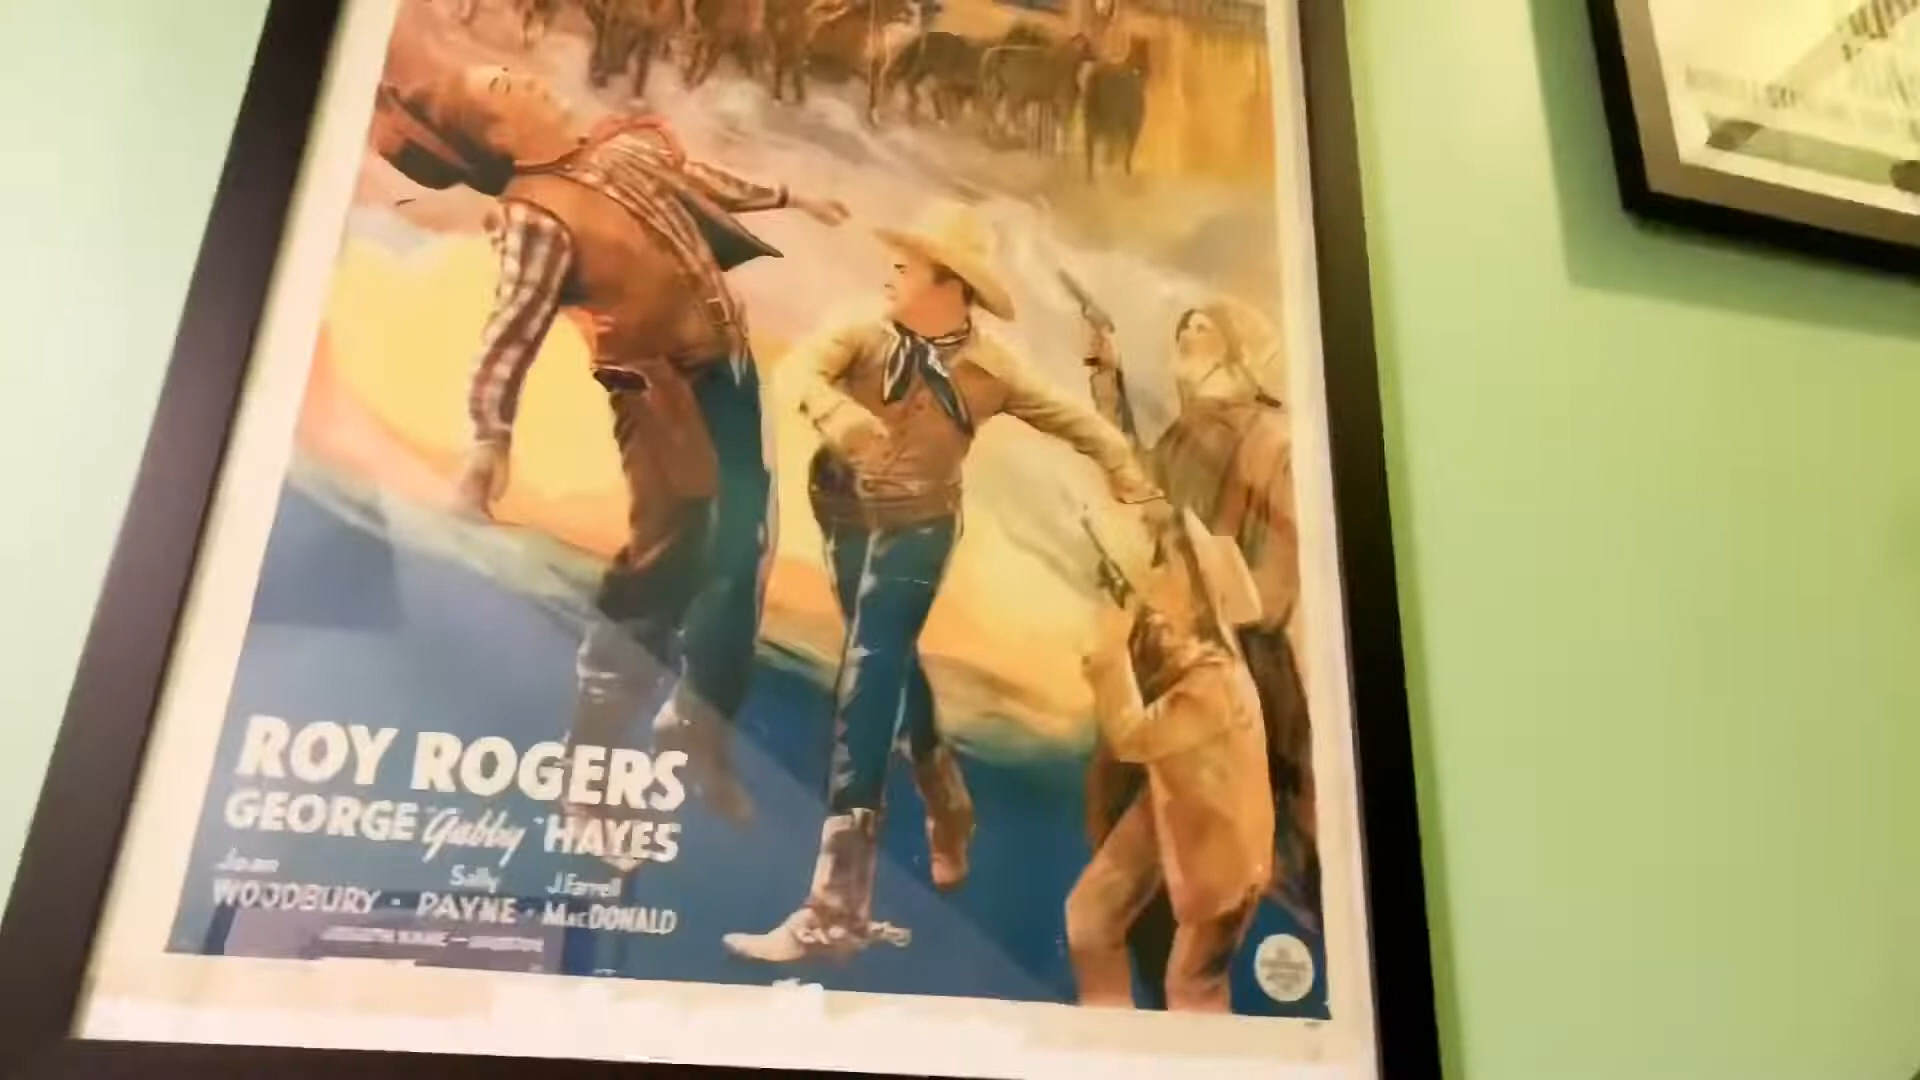 ROY ROGERS
GEORGE "Gabby" HAYES
Joan Sally J.Farrell
WOODBURY · PAYNE · MacDONALD